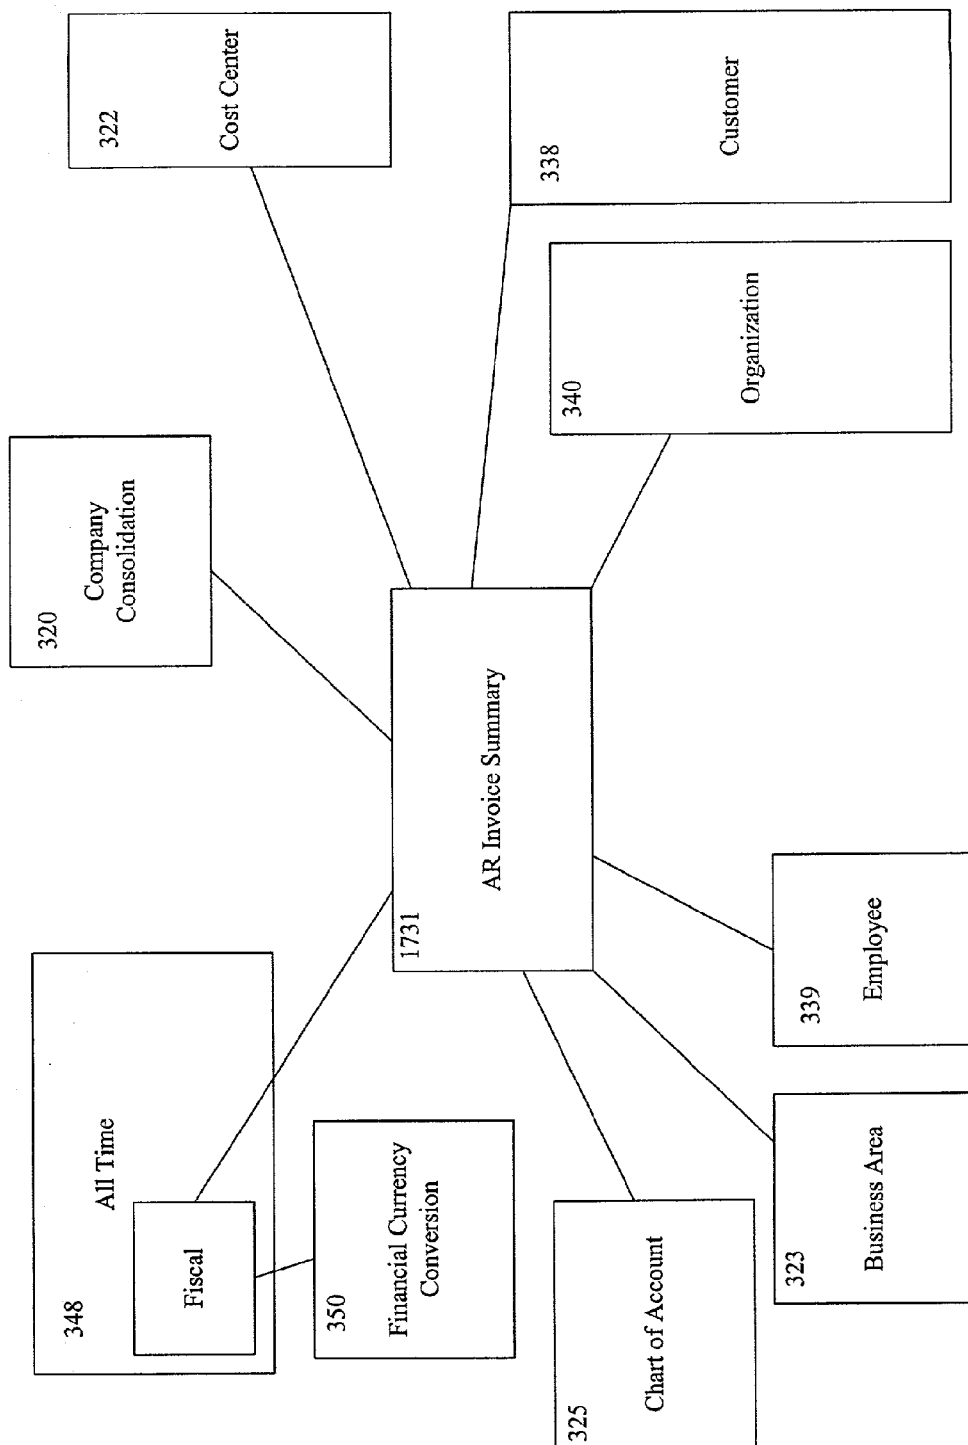 348
All Time
Fiscal
350
Financial Currency
Conversion
320
Company
Consolidation
322
Cost Center
1731
AR Invoice Summary
325
Chart of Account
323
Business Area
339
Employee
340
Organization
338
Customer